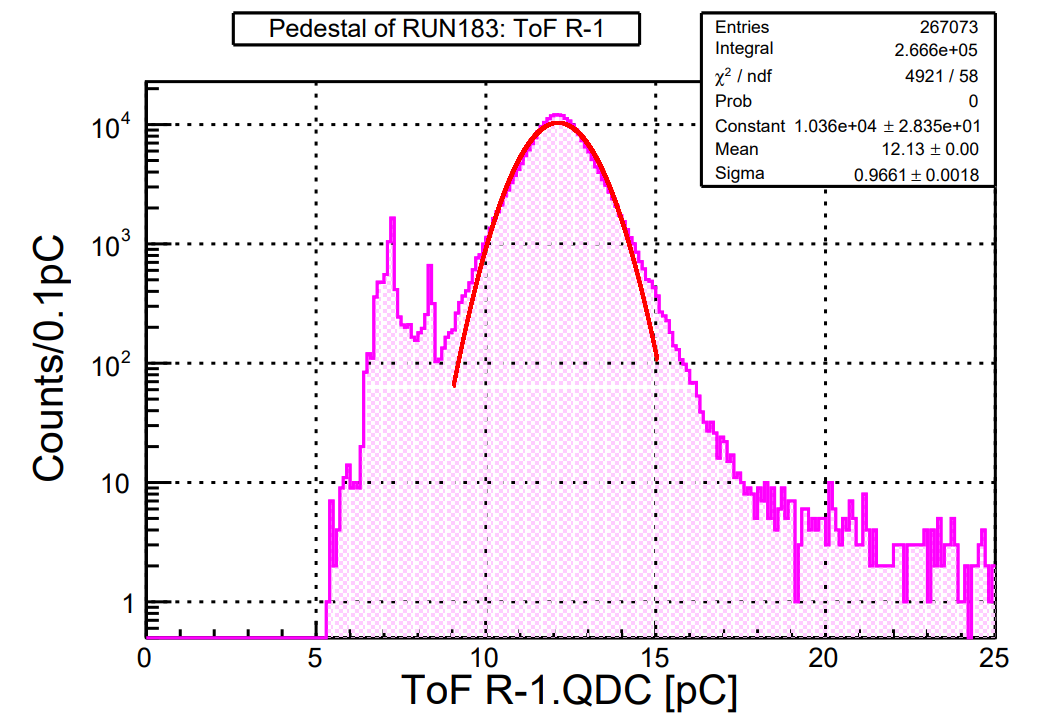 Pedestal of RUN183: ToF R-1
Entries 267073
Integral 2.666e+05
χ² / ndf 4921 / 58
Prob 0
Constant 1.036e+04 ± 2.835e+01
Mean 12.13 ± 0.00
Sigma 0.9661 ± 0.0018
Counts/0.1pC
10⁴
10³
10²
10
1
0 5 10 15 20 25
ToF R-1.QDC [pC]